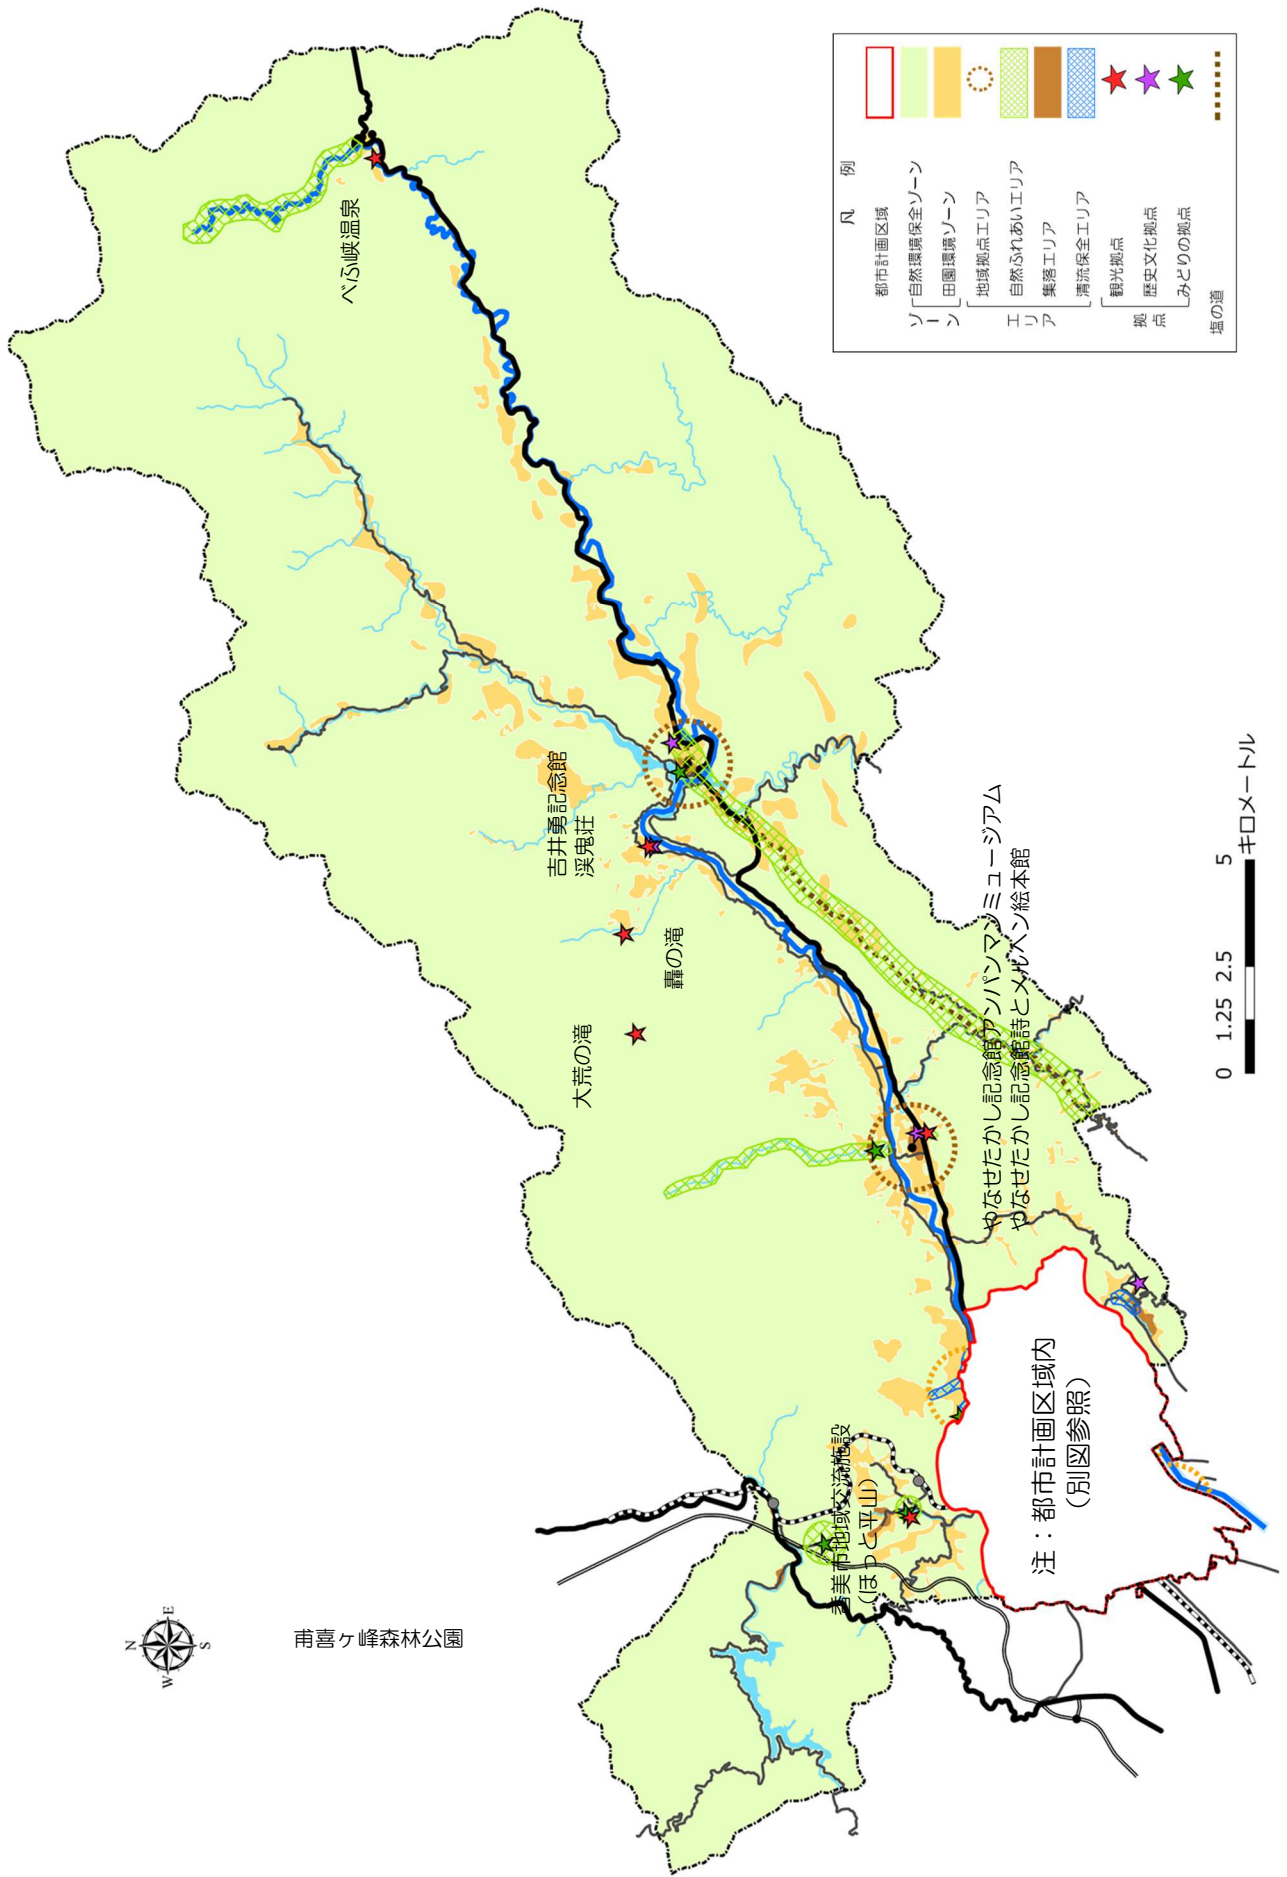 べふ峡温泉
吉井勇記念館
渓鬼荘
轟の滝
大荒の滝
やなせたかし記念館アンパンマンミュージアム
やなせたかし記念館詩とメルヘン絵本館
香美市地域交流施設
(ほっと平山)
甫喜ヶ峰森林公園
注：都市計画区域内
(別図参照)
N
E
S
W
凡 例
都市計画区域
ゾーン
自然環境保全ゾーン
田園環境ゾーン
エリア
地域拠点エリア
自然ふれあいエリア
集落エリア
清流保全エリア
拠点
観光拠点
歴史文化拠点
みどりの拠点
塩の道
0 1.25 2.5 5
キロメートル